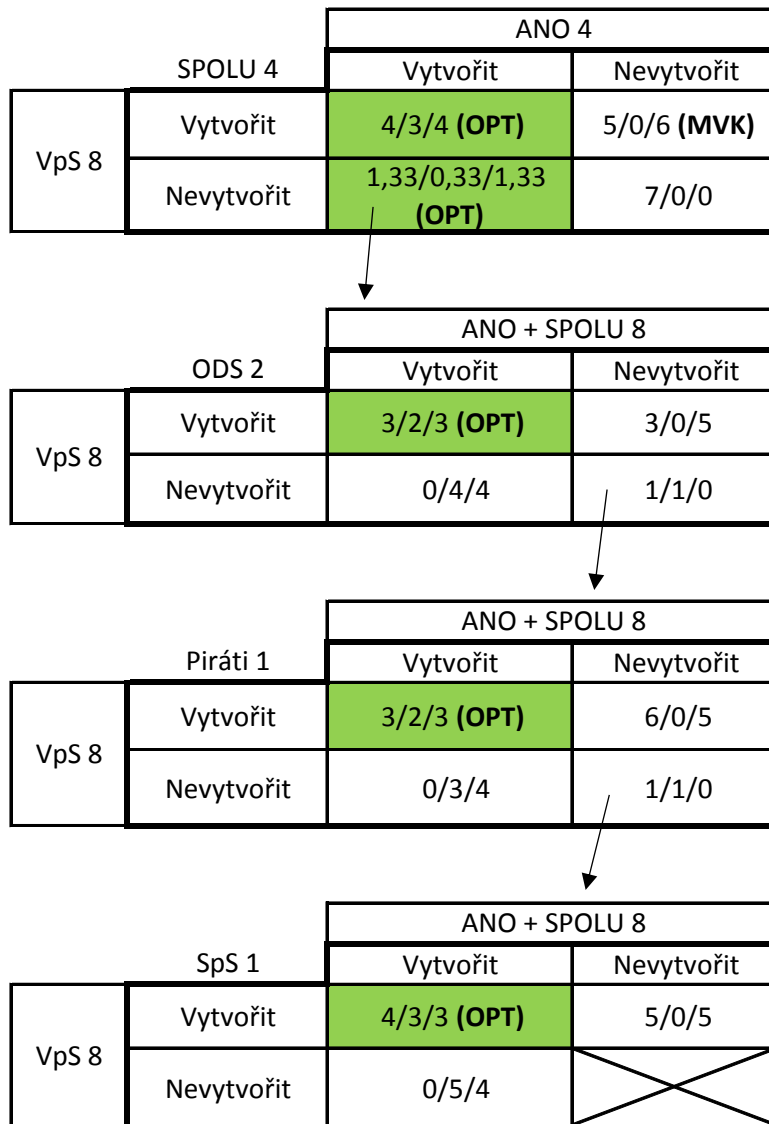 ANO 4
SPOLU 4 Vytvořit Nevytvořit
VpS 8 Vytvořit 4/3/4 (OPT) 5/0/6 (MVK)
Nevytvořit 1,33/0,33/1,33 (OPT) 7/0/0
ANO + SPOLU 8
ODS 2 Vytvořit Nevytvořit
VpS 8 Vytvořit 3/2/3 (OPT) 3/0/5
Nevytvořit 0/4/4 1/1/0
ANO + SPOLU 8
Piráti 1 Vytvořit Nevytvořit
VpS 8 Vytvořit 3/2/3 (OPT) 6/0/5
Nevytvořit 0/3/4 1/1/0
ANO + SPOLU 8
SpS 1 Vytvořit Nevytvořit
VpS 8 Vytvořit 4/3/3 (OPT) 5/0/5
Nevytvořit 0/5/4